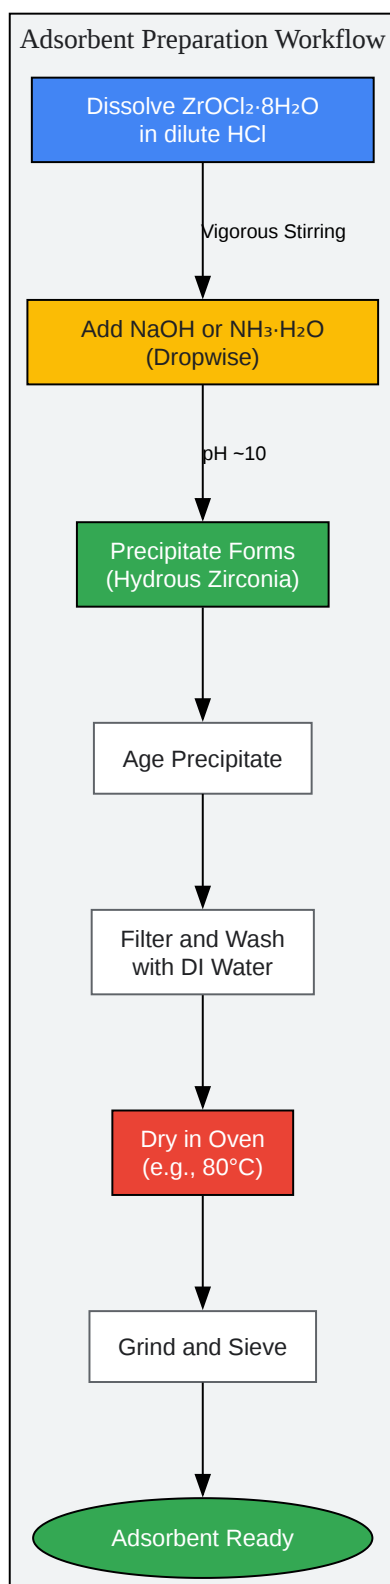 Adsorbent Preparation Workflow
Dissolve ZrOCl₂·8H₂O
in dilute HCl
Vigorous Stirring
Add NaOH or NH₃·H₂O
(Dropwise)
pH ~10
Precipitate Forms
(Hydrous Zirconia)
Age Precipitate
Filter and Wash
with DI Water
Dry in Oven
(e.g., 80°C)
Grind and Sieve
Adsorbent Ready